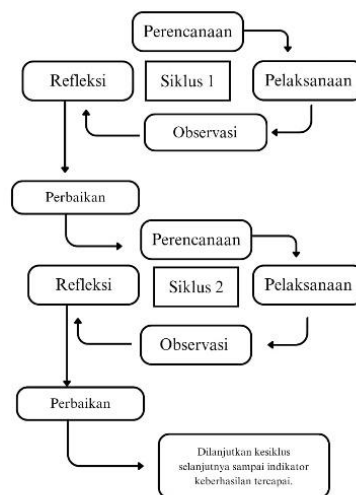 Perencanaan
Refleksi
Siklus 1
Pelaksanaan
Observasi
Perbaikan
Perencanaan
Refleksi
Siklus 2
Pelaksanaan
Observasi
Perbaikan
Dilanjutkan kesiklus
selanjutnya sampai indikator
keberhasilan tercapai.